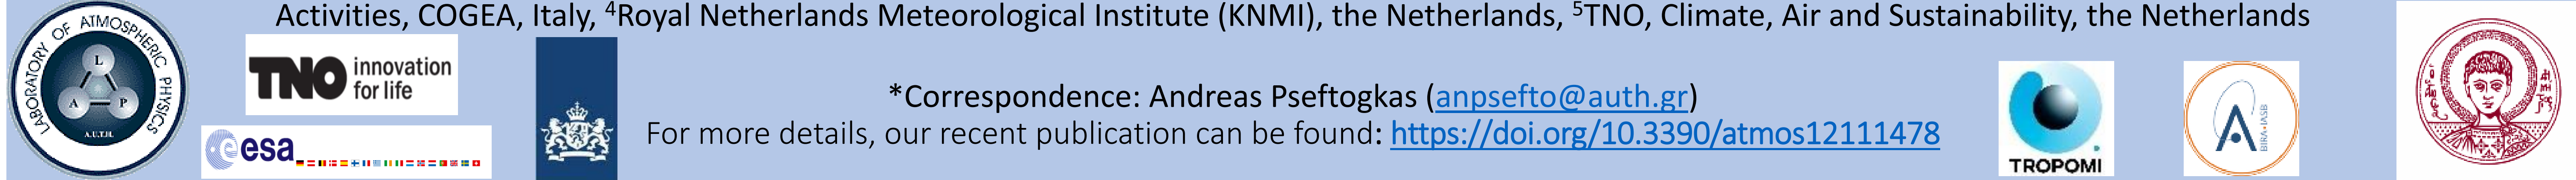 Activities, COGEA, Italy, ⁴Royal Netherlands Meteorological Institute (KNMI), the Netherlands, ⁵TNO, Climate, Air and Sustainability, the Netherlands
LABORATORY OF ATMOSPHERIC PHYSICS
L
A P
A.U.T.H.
TNO innovation
for life
esa
*Correspondence: Andreas Pseftogkas (anpsefto@auth.gr)
For more details, our recent publication can be found: https://doi.org/10.3390/atmos12111478
TROPOMI
BIRA-IASB